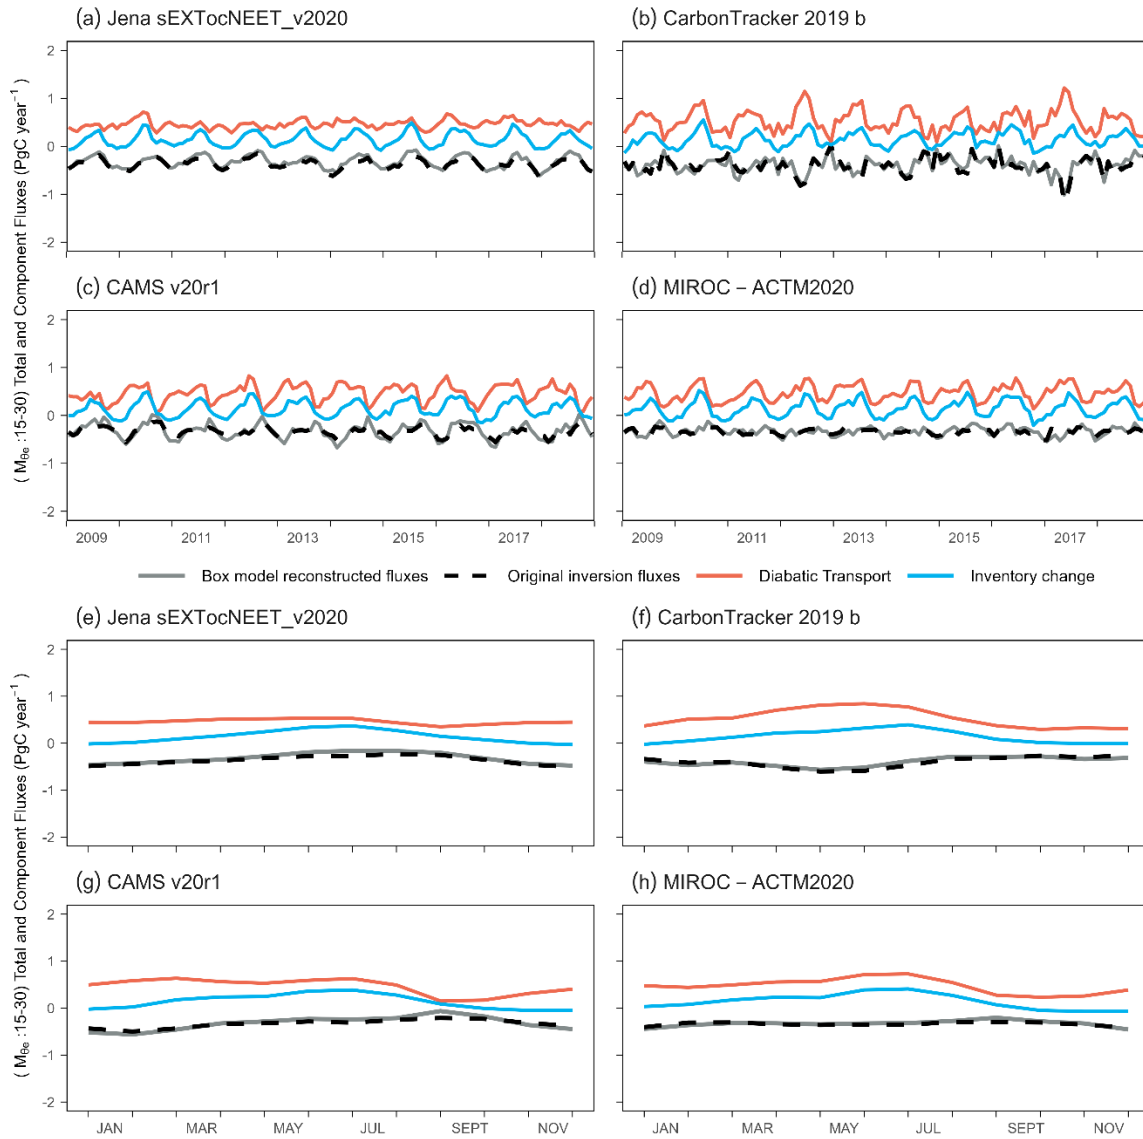 (a) Jena sEXTocNEET_v2020
(b) CarbonTracker 2019 b
2
1
0
-1
-2
( Mθe :15-30) Total and Component Fluxes (PgC year⁻¹ )
(c) CAMS v20r1
(d) MIROC – ACTM2020
2
1
0
-1
-2
2009 2011 2013 2015 2017
2009 2011 2013 2015 2017
Box model reconstructed fluxes Original inversion fluxes Diabatic Transport Inventory change
(e) Jena sEXTocNEET_v2020
(f) CarbonTracker 2019 b
2
1
0
-1
-2
( Mθe :15-30) Total and Component Fluxes (PgC year⁻¹ )
(g) CAMS v20r1
(h) MIROC – ACTM2020
2
1
0
-1
-2
JAN MAR MAY JUL SEPT NOV
JAN MAR MAY JUL SEPT NOV